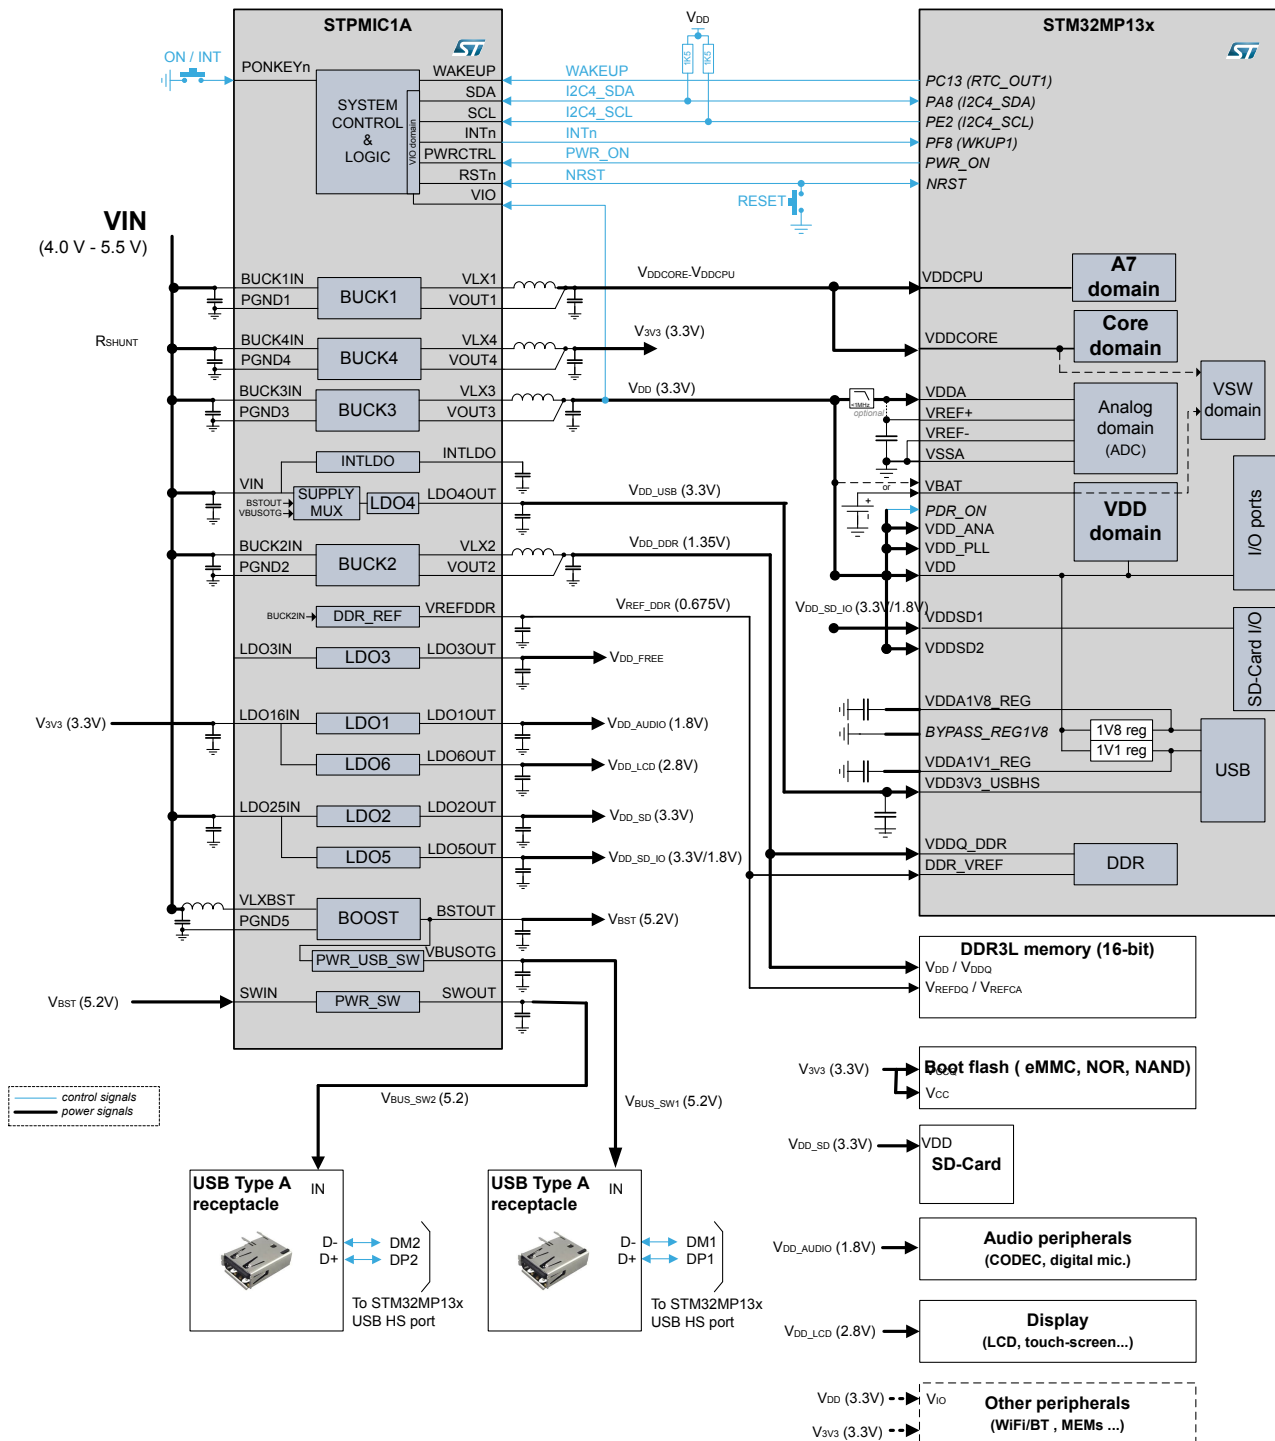 STPMIC1A
STM32MP13x
VDD
1K5
1K5
ON / INT
PONKEYn
SYSTEM
CONTROL
&
LOGIC
VIO domain
WAKEUP
SDA
SCL
INTn
PWRCTRL
RSTn
VIO
WAKEUP
I2C4_SDA
I2C4_SCL
INTn
PWR_ON
NRST
RESET
PC13 (RTC_OUT1)
PA8 (I2C4_SDA)
PE2 (I2C4_SCL)
PF8 (WKUP1)
PWR_ON
NRST
VIN
(4.0 V - 5.5 V)
RSHUNT
BUCK1IN
PGND1
BUCK1
VLX1
VOUT1
VDDCORE-VDDCPU
VDDCPU
A7
domain
BUCK4IN
PGND4
BUCK4
VLX4
VOUT4
V3V3 (3.3V)
VDDCORE
Core
domain
BUCK3IN
PGND3
BUCK3
VLX3
VOUT3
VDD (3.3V)
<1MHz
optional
VDDA
VREF+
VREF-
VSSA
Analog
domain
(ADC)
VSW
domain
INTLDO
INTLDO
VIN
BSTOUT
VBUSOTG
SUPPLY
MUX
LDO4
LDO4OUT
VDD_USB (3.3V)
or
+
VBAT
PDR_ON
VDD_ANA
VDD_PLL
VDD
VDD
domain
I/O ports
BUCK2IN
PGND2
BUCK2
VLX2
VOUT2
VDD_DDR (1.35V)
BUCK2IN
DDR_REF
VREFDDR
VREF_DDR (0.675V)
VDD_SD_IO (3.3V/1.8V)
VDDSD1
VDDSD2
SD-Card I/O
LDO3IN
LDO3
LDO3OUT
VDD_FREE
V3V3 (3.3V)
LDO16IN
LDO1
LDO1OUT
VDD_AUDIO (1.8V)
LDO6
LDO6OUT
VDD_LCD (2.8V)
VDDA1V8_REG
BYPASS_REG1V8
VDDA1V1_REG
VDD3V3_USBHS
1V8 reg
1V1 reg
USB
LDO25IN
LDO2
LDO2OUT
VDD_SD (3.3V)
LDO5
LDO5OUT
VDD_SD_IO (3.3V/1.8V)
VDDQ_DDR
DDR_VREF
DDR
VLXBST
PGND5
BOOST
BSTOUT
VBST (5.2V)
PWR_USB_SW
VBUSOTG
VBST (5.2V)
SWIN
PWR_SW
SWOUT
DDR3L memory (16-bit)
VDD / VDDQ
VREFDQ / VREFCA
control signals
power signals
VBUS_SW2 (5.2)
VBUS_SW1 (5.2V)
V3V3 (3.3V)
Boot flash ( eMMC, NOR, NAND)
VCCQ
VCC
VDD_SD (3.3V)
VDD
SD-Card
USB Type A
receptacle
IN
D-
D+
DM2
DP2
To STM32MP13x
USB HS port
USB Type A
receptacle
IN
D-
D+
DM1
DP1
To STM32MP13x
USB HS port
VDD_AUDIO (1.8V)
Audio peripherals
(CODEC, digital mic.)
VDD_LCD (2.8V)
Display
(LCD, touch-screen...)
VDD (3.3V)
VIO
Other peripherals
(WiFi/BT , MEMs ...)
V3V3 (3.3V)